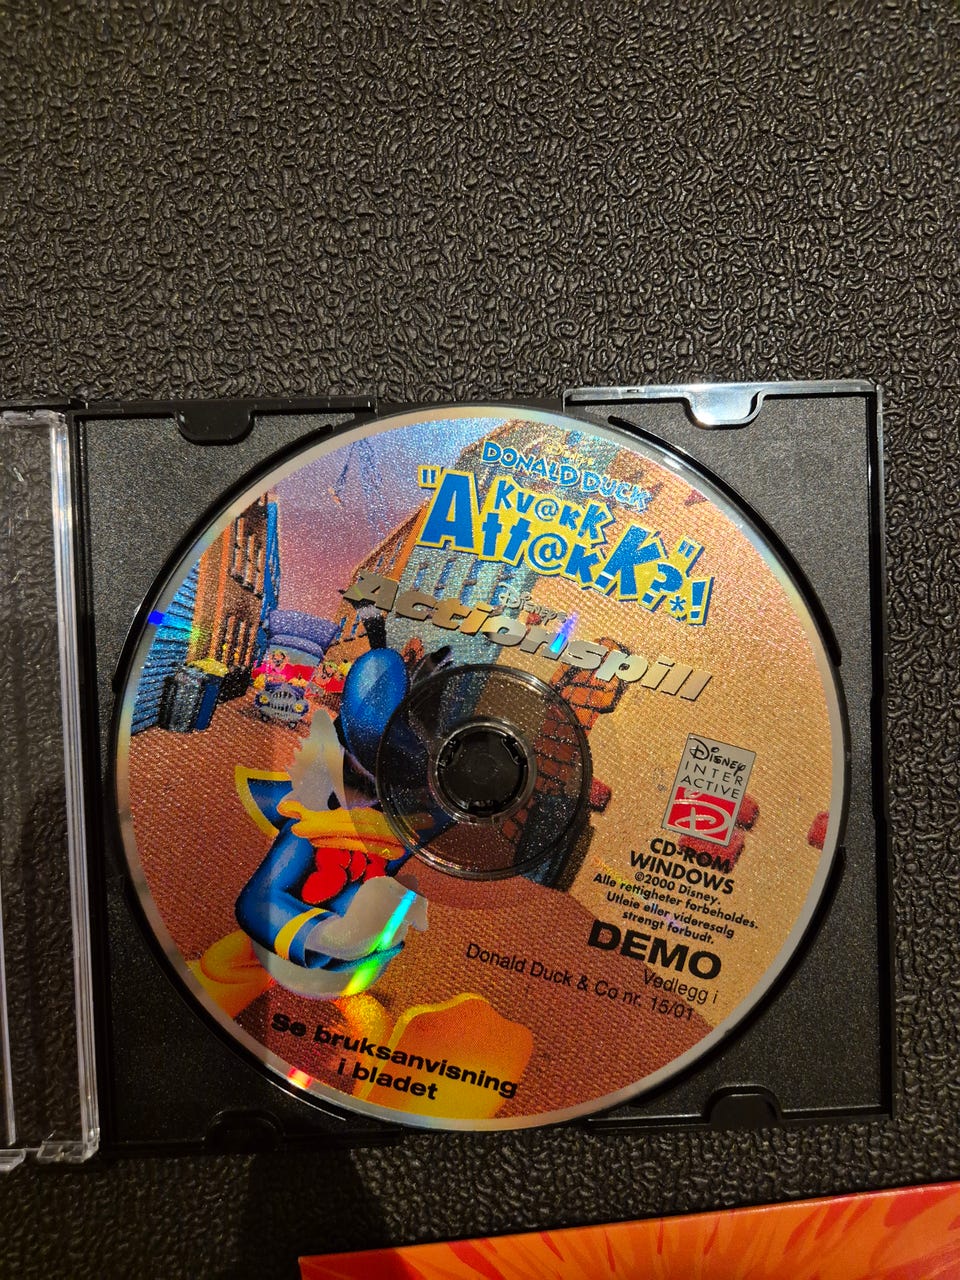 DONALD DUCK
"KV@KK
ATT@KK?*!"
DISNEY'S
Actionspill
DISNEY
INTER
ACTIVE
D
CD-ROM
WINDOWS
©2000 Disney.
Alle rettigheter forbeholdes.
Utleie eller videresalg
strengt forbudt.
DEMO
Vedlegg i
Donald Duck & Co nr. 15/01
Se bruksanvisning
i bladet